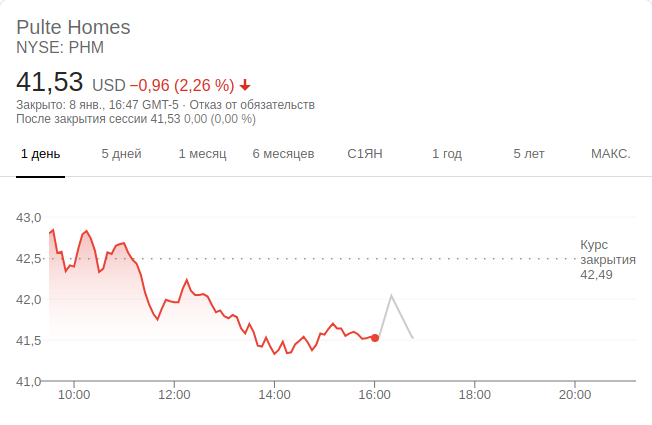 Pulte Homes
NYSE: PHM
41,53 USD −0,96 (2,26 %)
Закрыто: 8 янв., 16:47 GMT-5 · Отказ от обязательств
После закрытия сессии 41,53 0,00 (0,00 %)
1 день 5 дней 1 месяц 6 месяцев С1ЯН 1 год 5 лет МАКС.
43,0
42,5
42,0
41,5
41,0
Курс
закрытия
42,49
10:00 12:00 14:00 16:00 18:00 20:00